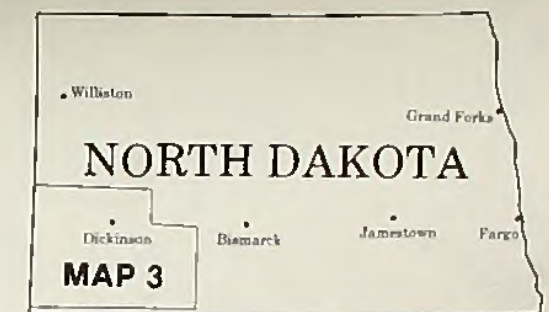 Williston
Grand Forks
NORTH DAKOTA
Dickinson
Bismarck
Jamestown
Fargo
MAP 3